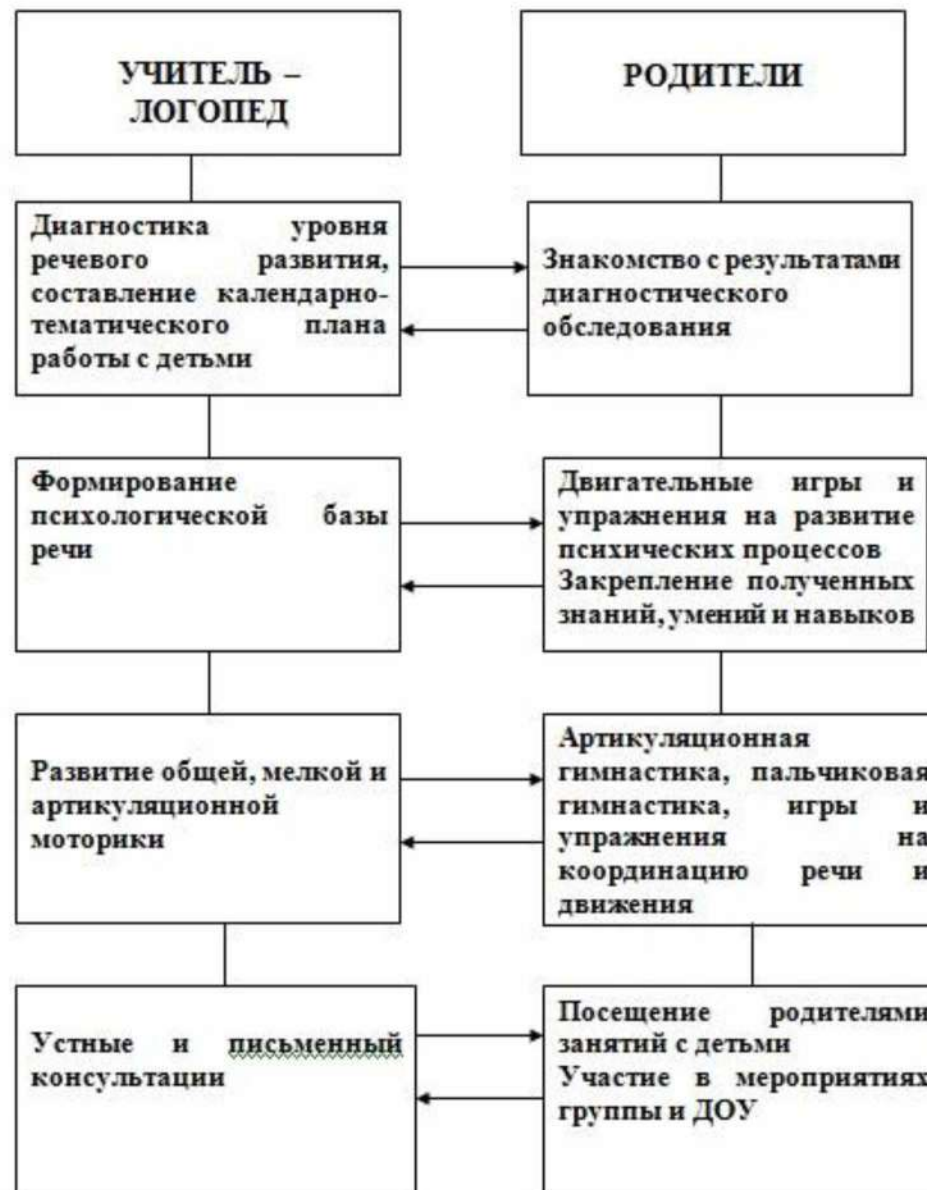 УЧИТЕЛЬ –
ЛОГОПЕД
РОДИТЕЛИ
Диагностика уровня
речевого развития,
составление календарно-
тематического плана
работы с детьми
Знакомство с результатами
диагностического
обследования
Формирование
психологической базы
речи
Двигательные игры и
упражнения на развитие
психических процессов
Закрепление полученных
знаний, умений и навыков
Развитие общей, мелкой и
артикуляционной
моторики
Артикуляционная
гимнастика, пальчиковая
гимнастика, игры и
упражнения на
координацию речи и
движения
Устные и письменный
консультации
Посещение родителями
занятий с детьми
Участие в мероприятиях
группы и ДОУ